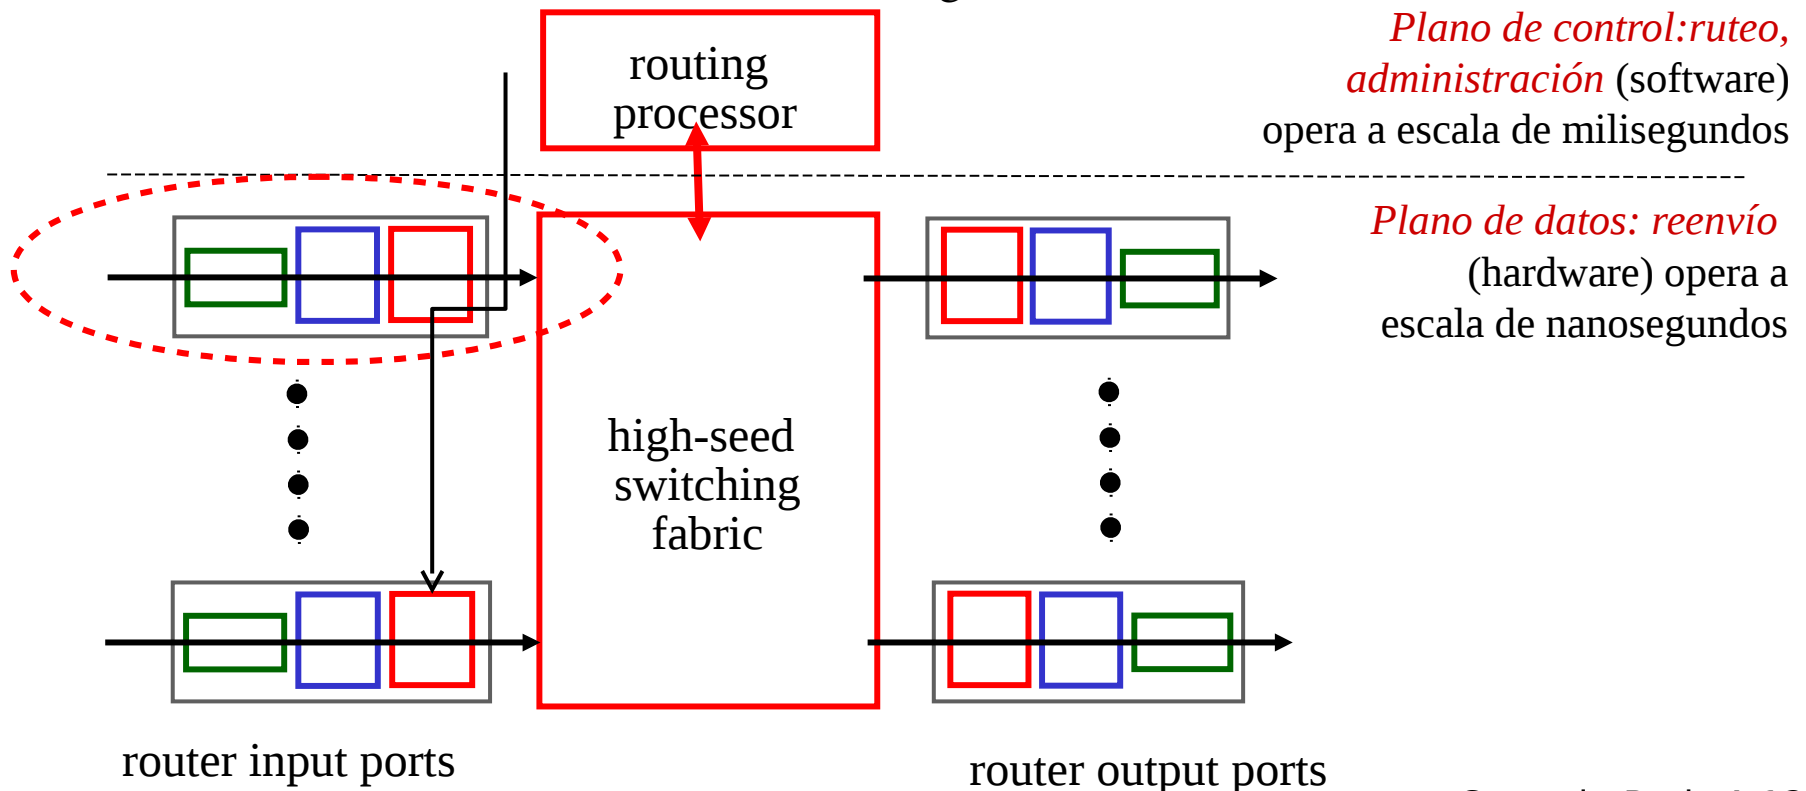 routing
processor
Plano de control:ruteo,
administración (software)
opera a escala de milisegundos
Plano de datos: reenvío
(hardware) opera a
escala de nanosegundos
high-seed
switching
fabric
router input ports
router output ports